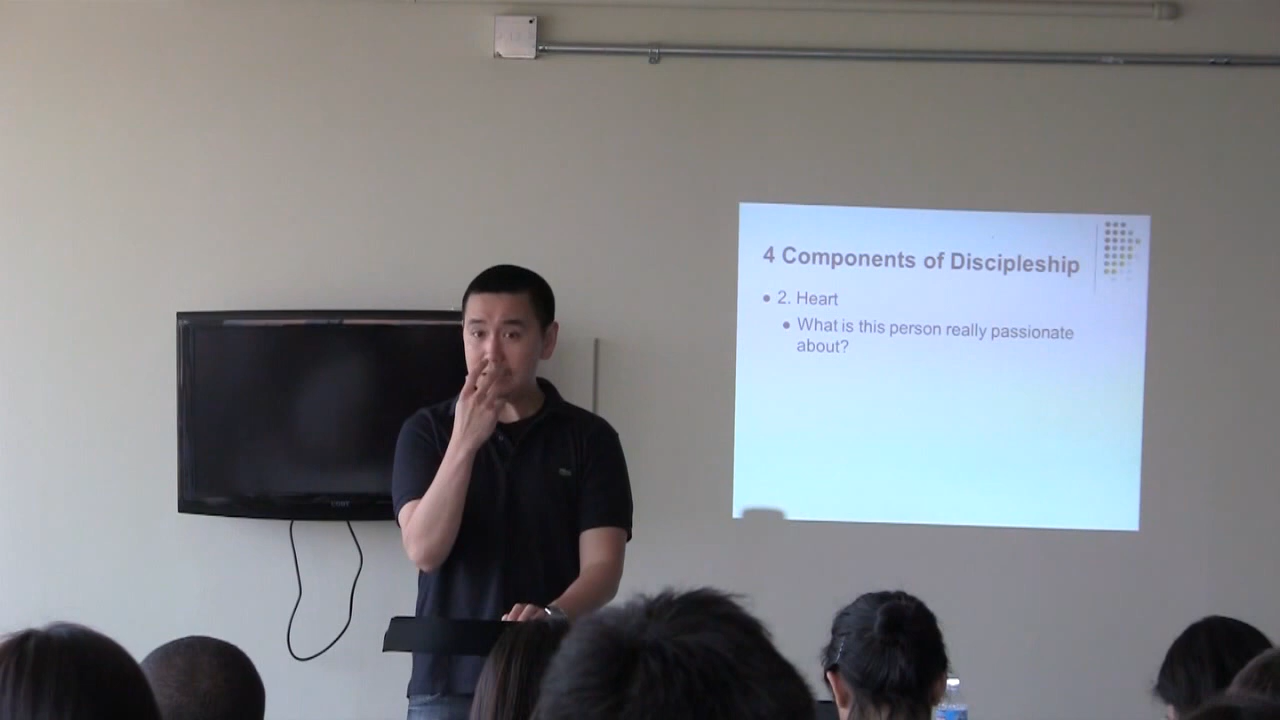 4 Components of Discipleship
● 2. Heart
● What is this person really passionate
about?